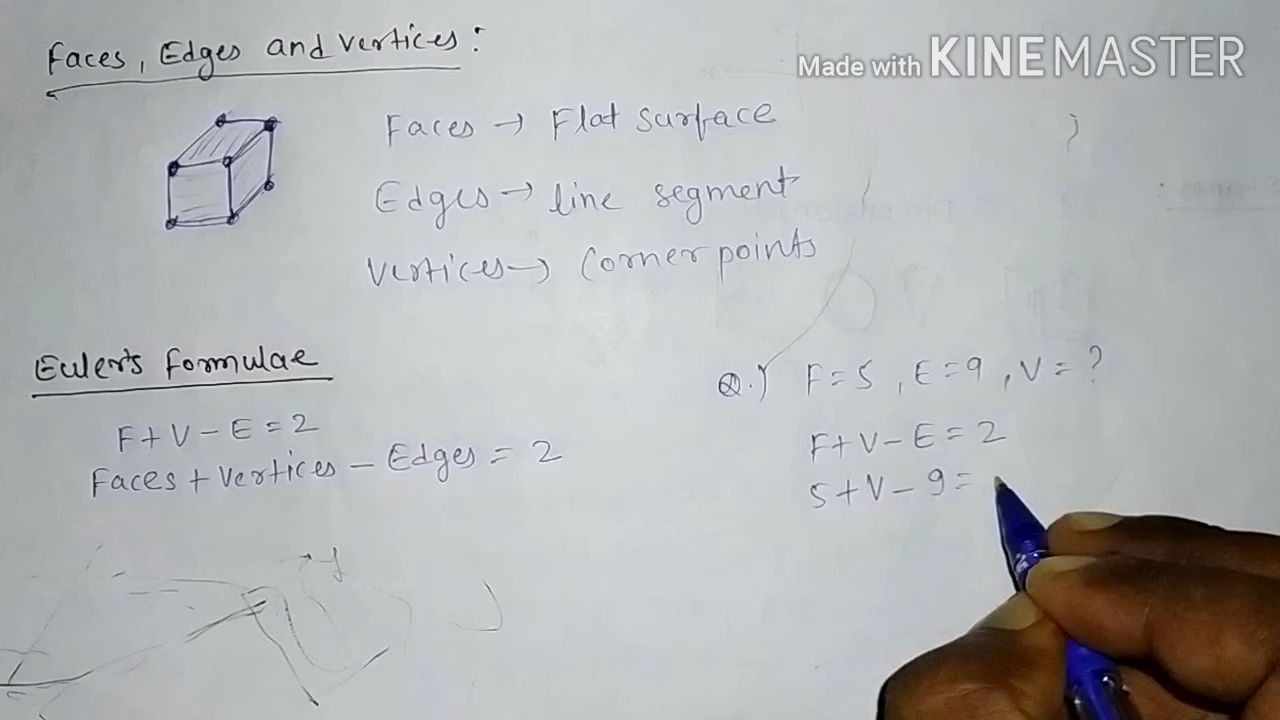 Made with KINEMASTER
Faces, Edges and Vertices:
Faces → Flat surface
Edges → line segment
Vertices → Corner points
Euler's formulae
F+V-E=2
Faces + Vertices - Edges = 2
Q.) F=5, E=9, V=?
F+V-E=2
5+V-9=